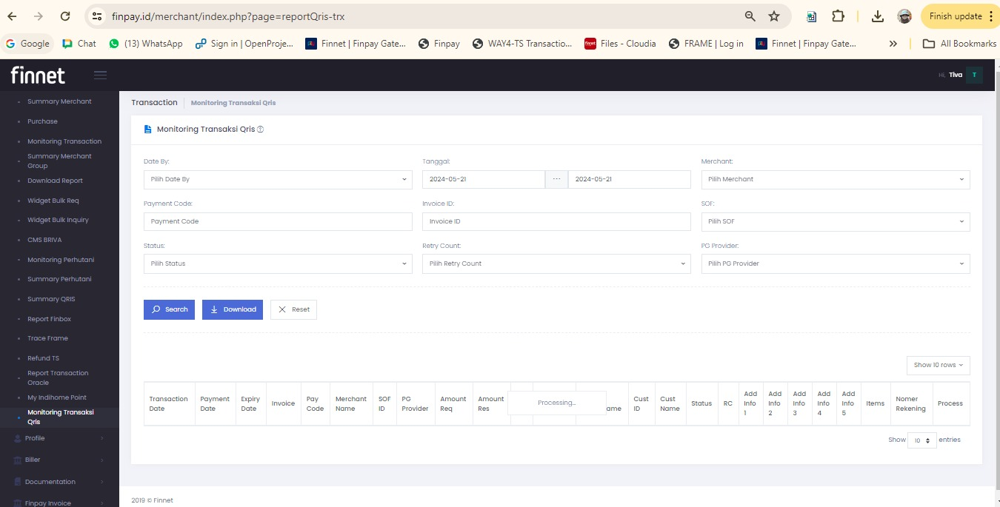 finpay.id/merchant/index.php?page=reportQris-trx
Finish update
Google
Chat
(13) WhatsApp
Sign in | OpenProje...
Finnet | Finpay Gate...
Finpay
WAY4-TS Transactio...
Files - Cloudia
FRAME | Log in
Finnet | Finpay Gate...
All Bookmarks
finnet
Hi, Tiva T
Summary Merchant
Purchase
Monitoring Transaction
Summary Merchant
Group
Download Report
Widget Bulk Req
Widget Bulk Inquiry
CMS BRIVA
Monitoring Perhutani
Summary Perhutani
Summary QRIS
Report Finbox
Trace Frame
Refund TS
Report Transaction
Oracle
My Indihome Point
Monitoring Transaksi
Qris
Profile
Biller
Documentation
Finpay Invoice
Transaction
Monitoring Transaksi Qris
Monitoring Transaksi Qris
Date By:
Pilih Date By
Tanggal:
2024-05-21 ... 2024-05-21
Merchant:
Pilih Merchant
Payment Code:
Payment Code
Invoice ID:
Invoice ID
SOF:
Pilih SOF
Status:
Pilih Status
Retry Count:
Pilih Retry Count
PG Provider:
Pilih PG Provider
Search
Download
Reset
Show 10 rows
Transaction
Date
Payment
Date
Expiry
Date
Invoice
Pay
Code
Merchant
Name
SOF
ID
PG
Provider
Amount
Req
Amount
Res
Processing...
ame
Cust
ID
Cust
Name
Status
RC
Add
Info
1
Add
Info
2
Add
Info
3
Add
Info
4
Add
Info
5
Items
Nomer
Rekening
Process
Show 10 entries
2019 © Finnet